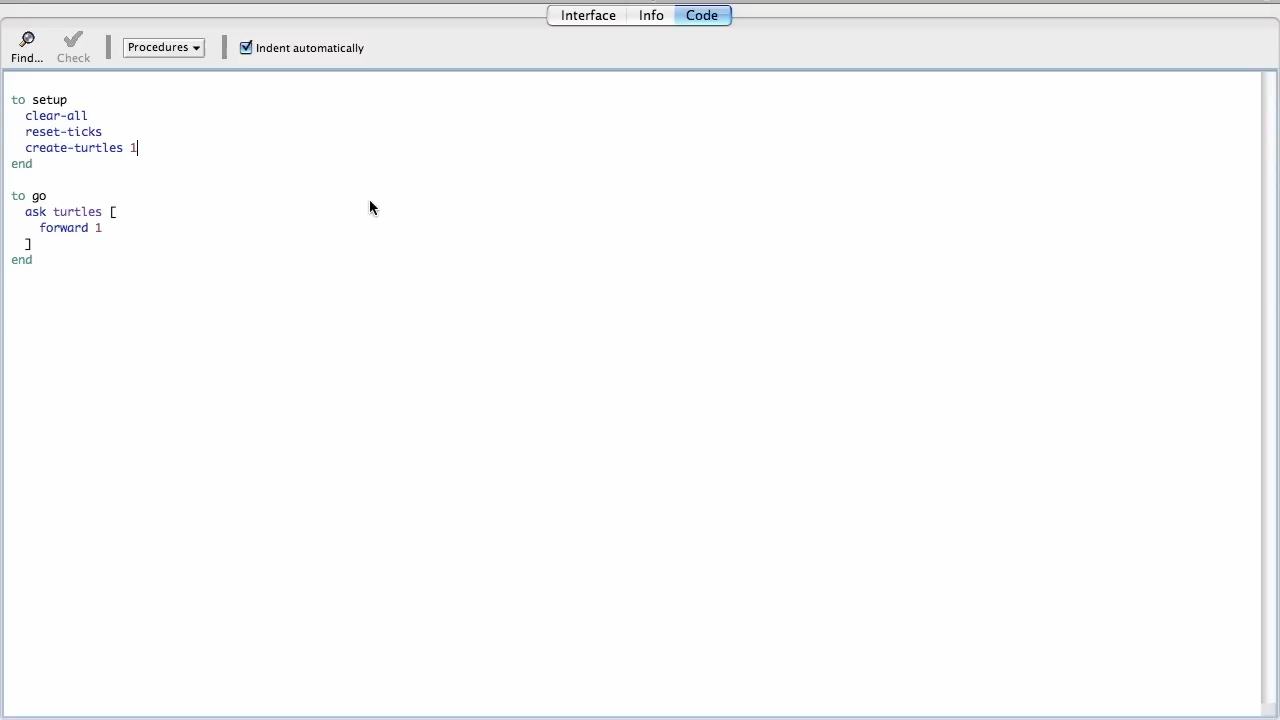 Interface Info Code
Find... Check Procedures Indent automatically
to setup
  clear-all
  reset-ticks
  create-turtles 1
end
to go
  ask turtles [
    forward 1
  ]
end